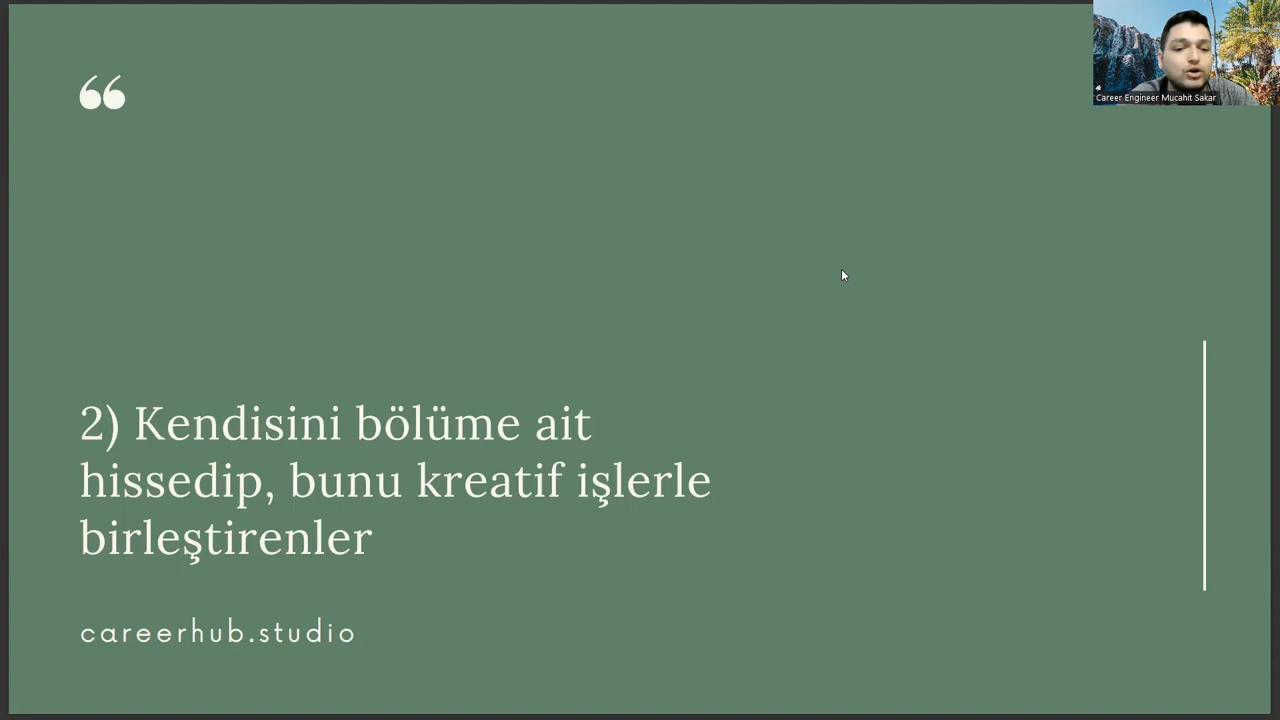 Career Engineer Mucahit Sakar
“
2) Kendisini bölüme ait
hissedip, bunu kreatif işlerle
birleştirenler
careerhub.studio